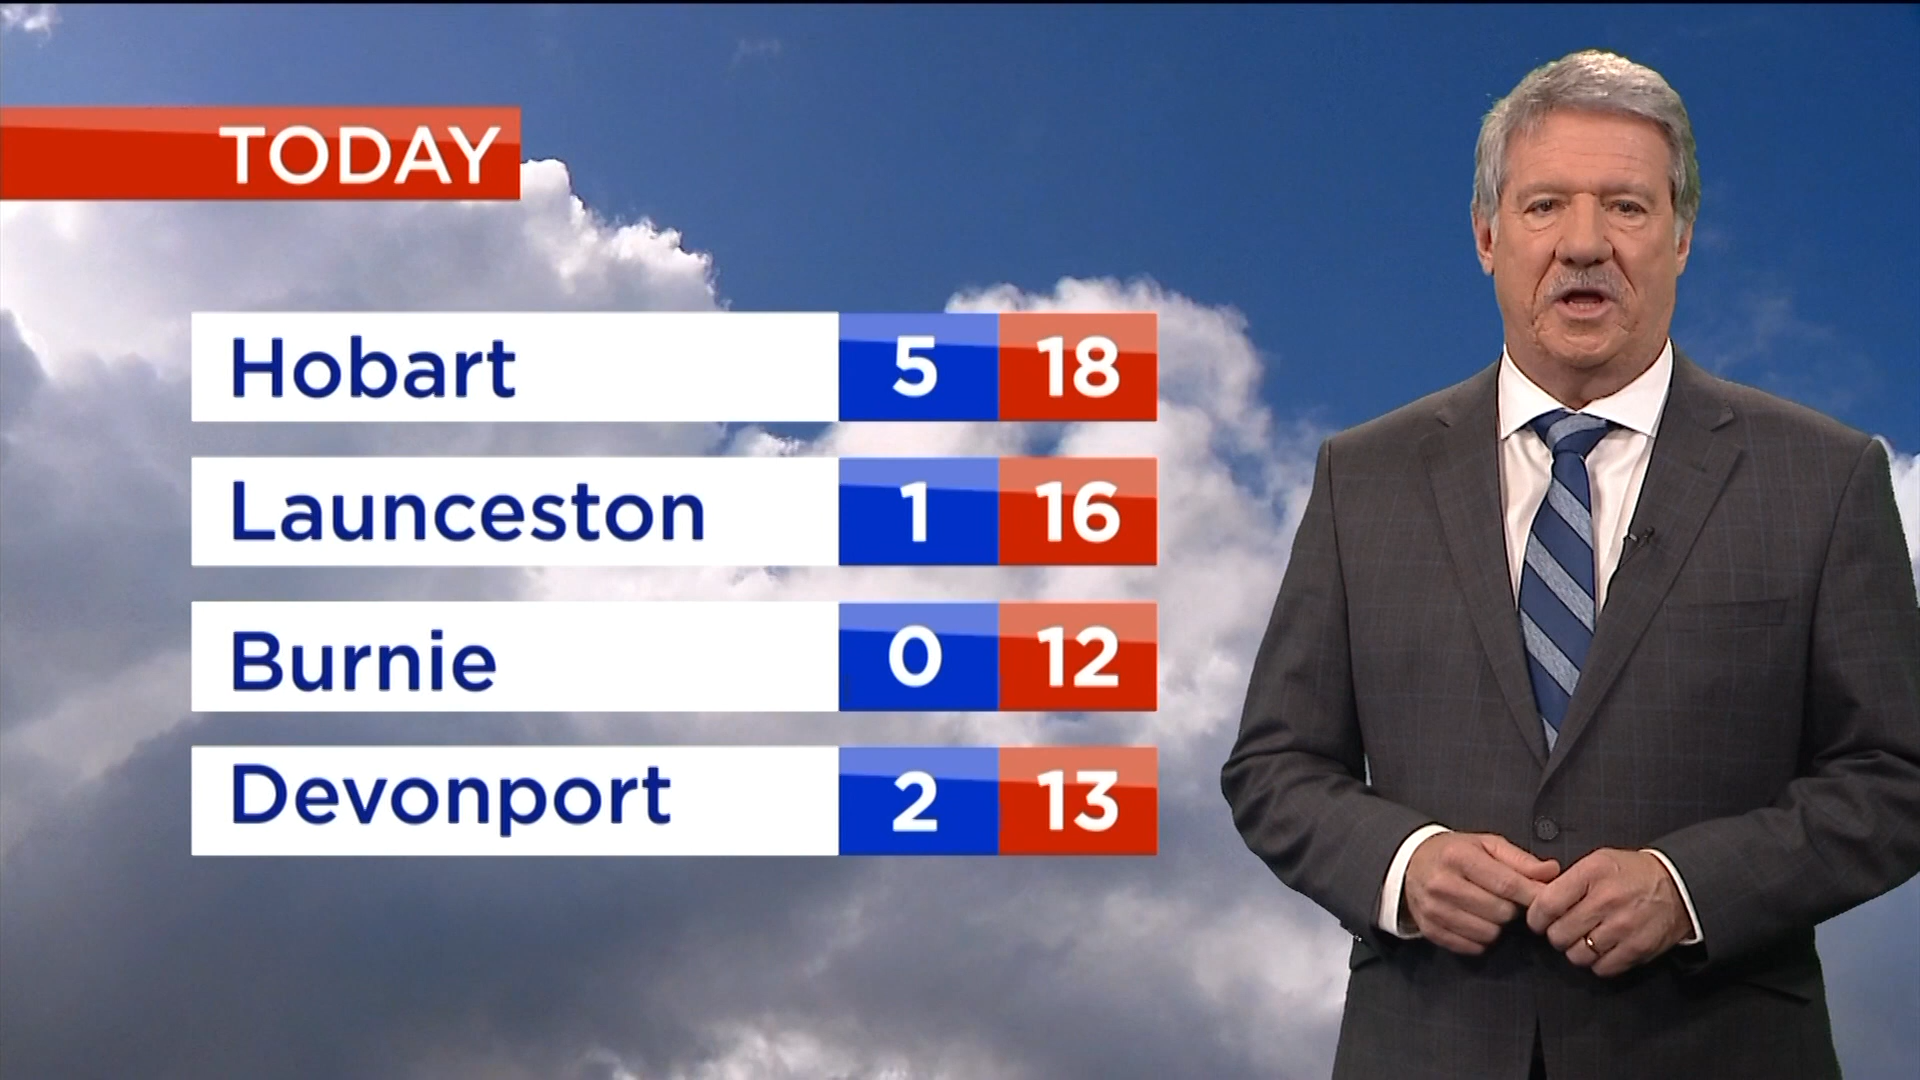 TODAY
Hobart 5 18
Launceston 1 16
Burnie 0 12
Devonport 2 13